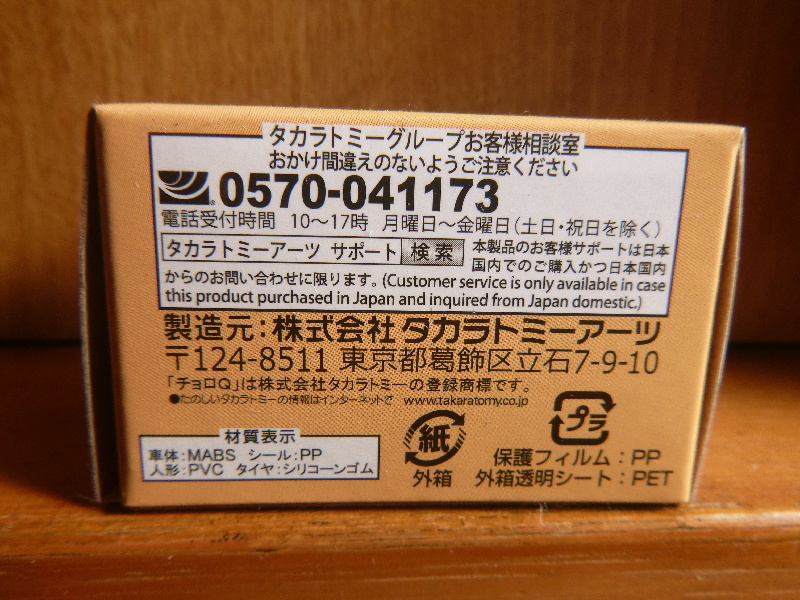 タカラトミーグループお客様相談室
おかけ間違えのないようご注意ください
0570-041173
電話受付時間 10～17時 月曜日～金曜日(土日・祝日を除く)
タカラトミーアーツ サポート 検索 本製品のお客様サポートは日本
国内でのご購入かつ日本国内
からのお問い合わせに限ります。(Customer service is only available in case
this product purchased in Japan and inquired from Japan domestic.)
製造元:株式会社 タカラトミーアーツ
〒124-8511 東京都葛飾区立石7-9-10
「チョロQ」は株式会社タカラトミーの登録商標です。
●たのしいタカラトミーの情報はインターネットで www.takaratomy.co.jp
材質表示
車体:MABS シール:PP
人形:PVC タイヤ:シリコーンゴム
紙
外箱
プラ
保護フィルム:PP
外箱透明シート:PET